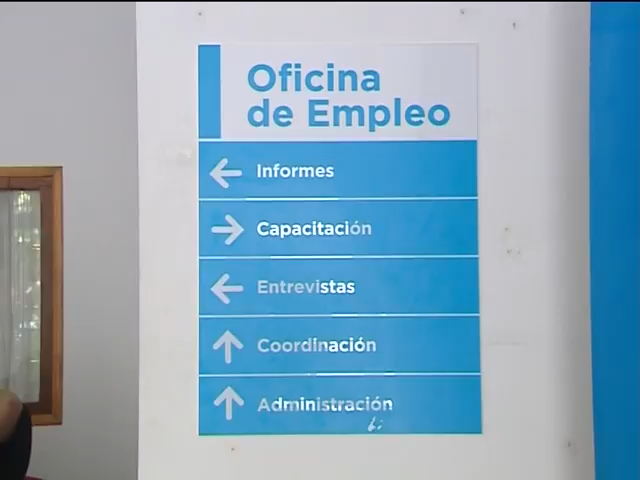 Oficina
de Empleo
Informes
Capacitación
Entrevistas
Coordinación
Administración